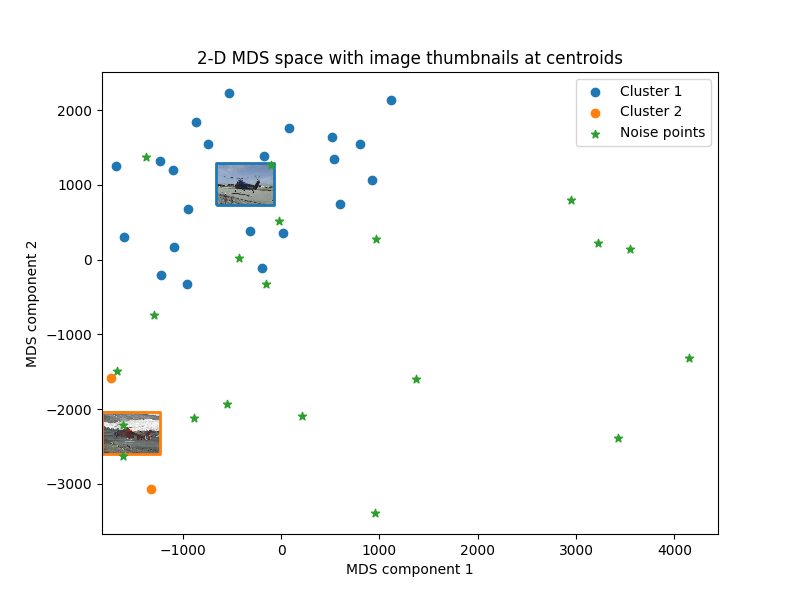 2-D MDS space with image thumbnails at centroids
Cluster 1
Cluster 2
Noise points
MDS component 2
2000
1000
0
−1000
−2000
−3000
−1000 0 1000 2000 3000 4000
MDS component 1